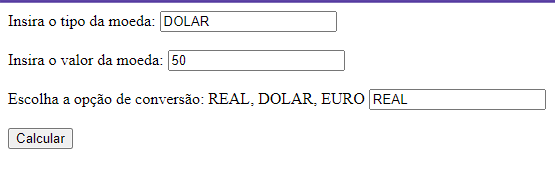 Insira o tipo da moeda: DOLAR
Insira o valor da moeda: 50
Escolha a opção de conversão: REAL, DOLAR, EURO REAL
Calcular